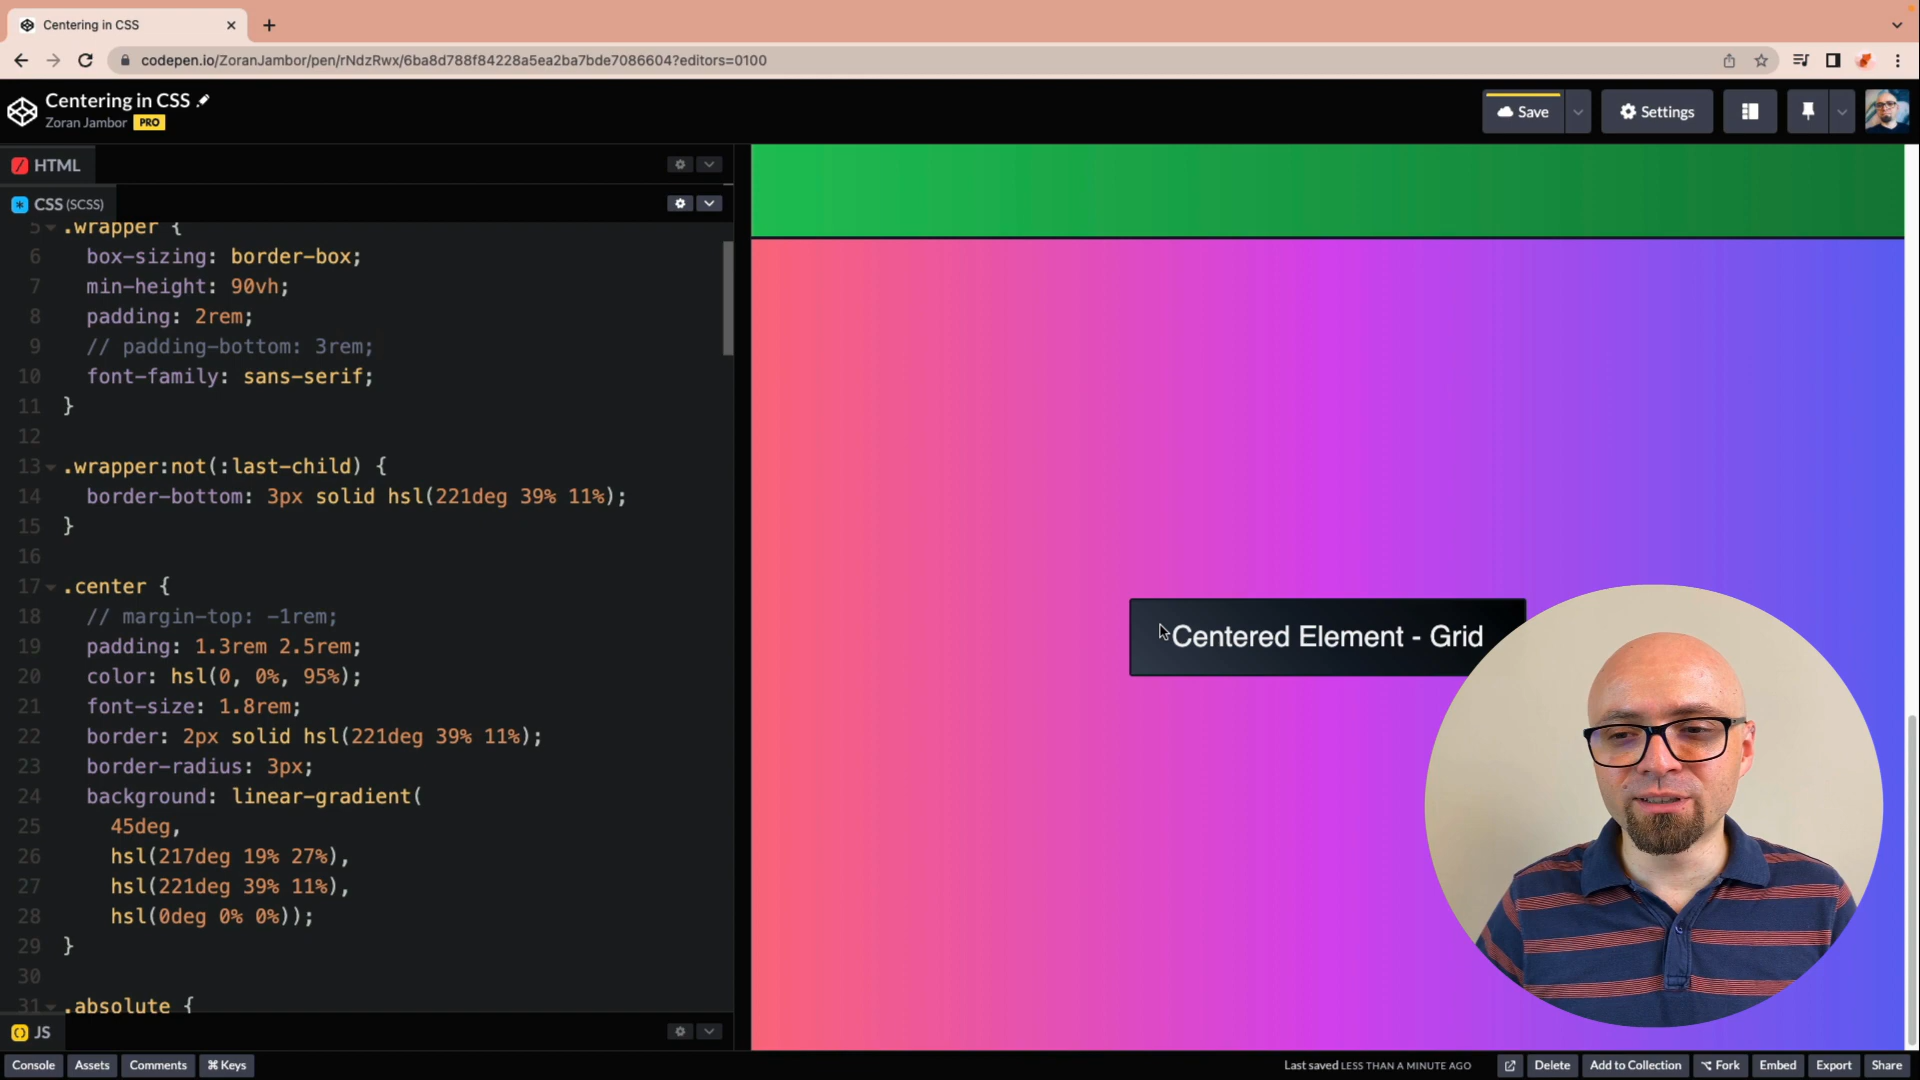 Centering in CSS
codepen.io/ZoranJambor/pen/rNdzRwx/6ba8d788f84228a5ea2ba7bde7086604?editors=0100
Centering in CSS
Zoran Jambor PRO
Save
Settings
HTML
CSS (SCSS)
5 .wrapper {
6 box-sizing: border-box;
7 min-height: 90vh;
8 padding: 2rem;
9 // padding-bottom: 3rem;
10 font-family: sans-serif;
11 }
12
13 .wrapper:not(:last-child) {
14 border-bottom: 3px solid hsl(221deg 39% 11%);
15 }
16
17 .center {
18 // margin-top: -1rem;
19 padding: 1.3rem 2.5rem;
20 color: hsl(0, 0%, 95%);
21 font-size: 1.8rem;
22 border: 2px solid hsl(221deg 39% 11%);
23 border-radius: 3px;
24 background: linear-gradient(
25 45deg,
26 hsl(217deg 19% 27%),
27 hsl(221deg 39% 11%),
28 hsl(0deg 0% 0%));
29 }
30
31 .absolute {
Centered Element - Grid
JS
Console Assets Comments ⌘ Keys
Last saved LESS THAN A MINUTE AGO
Delete Add to Collection ⌥ Fork Embed Export Share